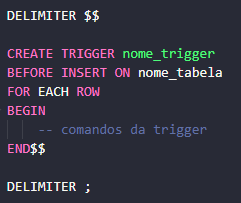 DELIMITER $$
CREATE TRIGGER nome_trigger
BEFORE INSERT ON nome_tabela
FOR EACH ROW
BEGIN
-- comandos da trigger
END$$
DELIMITER ;